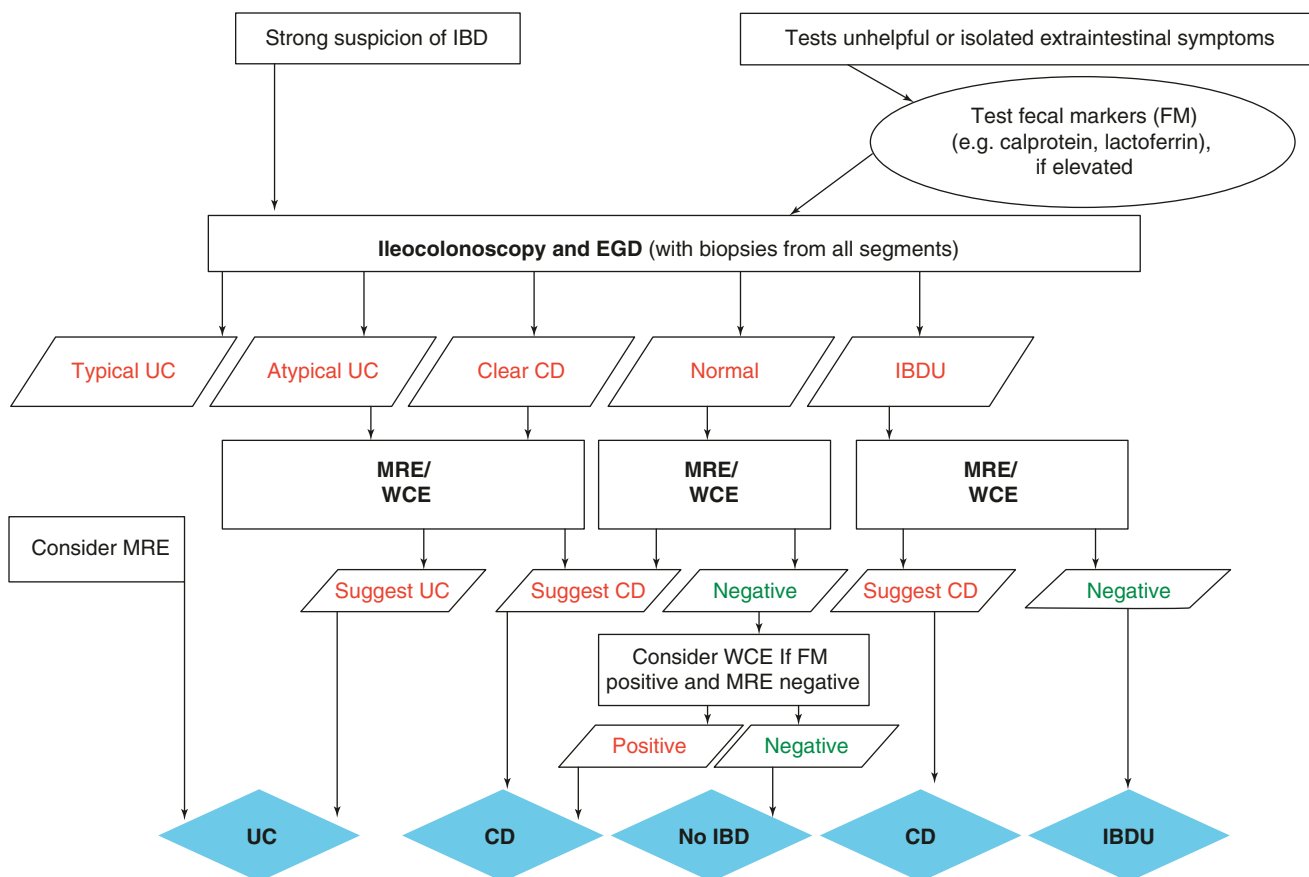 Strong suspicion of IBD
Tests unhelpful or isolated extraintestinal symptoms
Test fecal markers (FM)
(e.g. calprotein, lactoferrin),
if elevated
Ileocolonoscopy and EGD (with biopsies from all segments)
Typical UC
Atypical UC
Clear CD
Normal
IBDU
MRE/
WCE
MRE/
WCE
MRE/
WCE
Consider MRE
Suggest UC
Suggest CD
Negative
Suggest CD
Negative
Consider WCE If FM
positive and MRE negative
Positive
Negative
UC
CD
No IBD
CD
IBDU